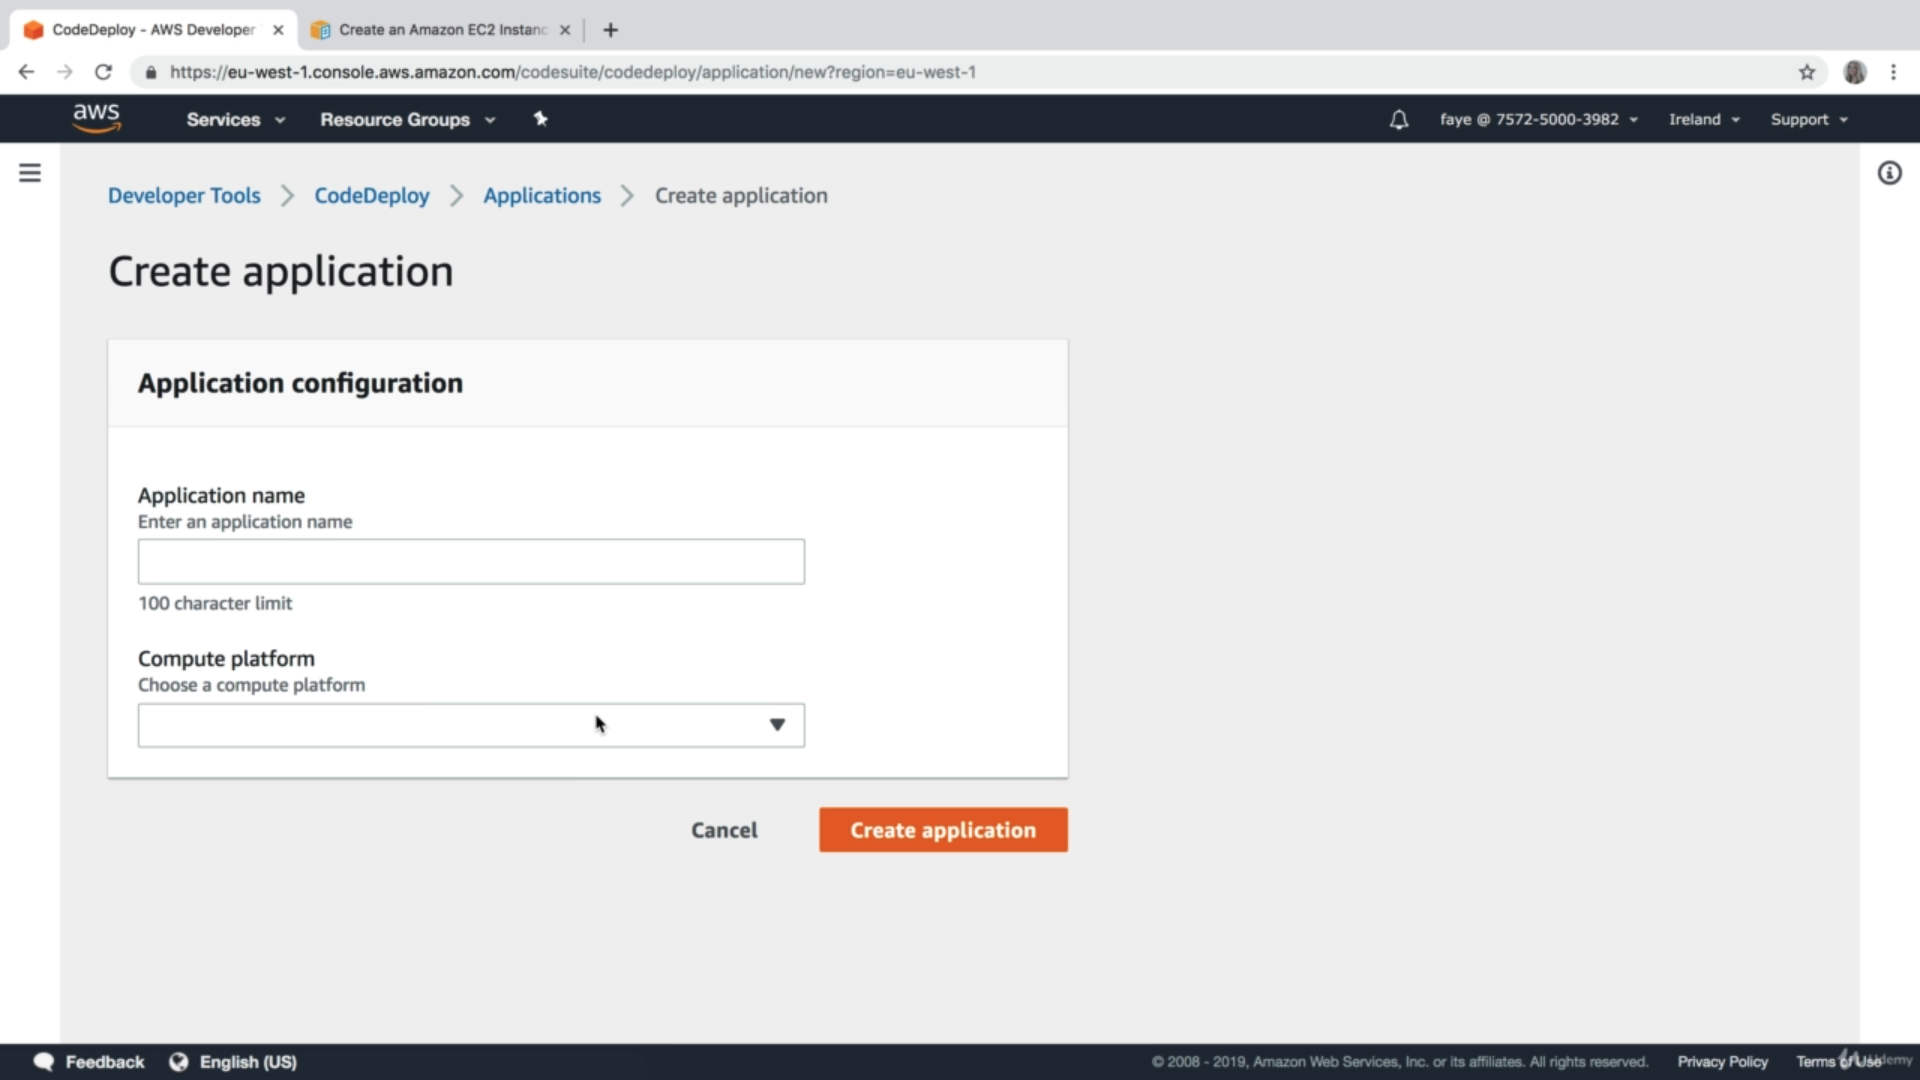 CodeDeploy - AWS Developer
Create an Amazon EC2 Instanc
https://eu-west-1.console.aws.amazon.com/codesuite/codedeploy/application/new?region=eu-west-1
aws
Services
Resource Groups
faye @ 7572-5000-3982
Ireland
Support
Developer Tools
CodeDeploy
Applications
Create application
Create application
Application configuration
Application name
Enter an application name
100 character limit
Compute platform
Choose a compute platform
Cancel
Create application
Feedback
English (US)
© 2008 - 2019, Amazon Web Services, Inc. or its affiliates. All rights reserved.
Privacy Policy
Terms of Use